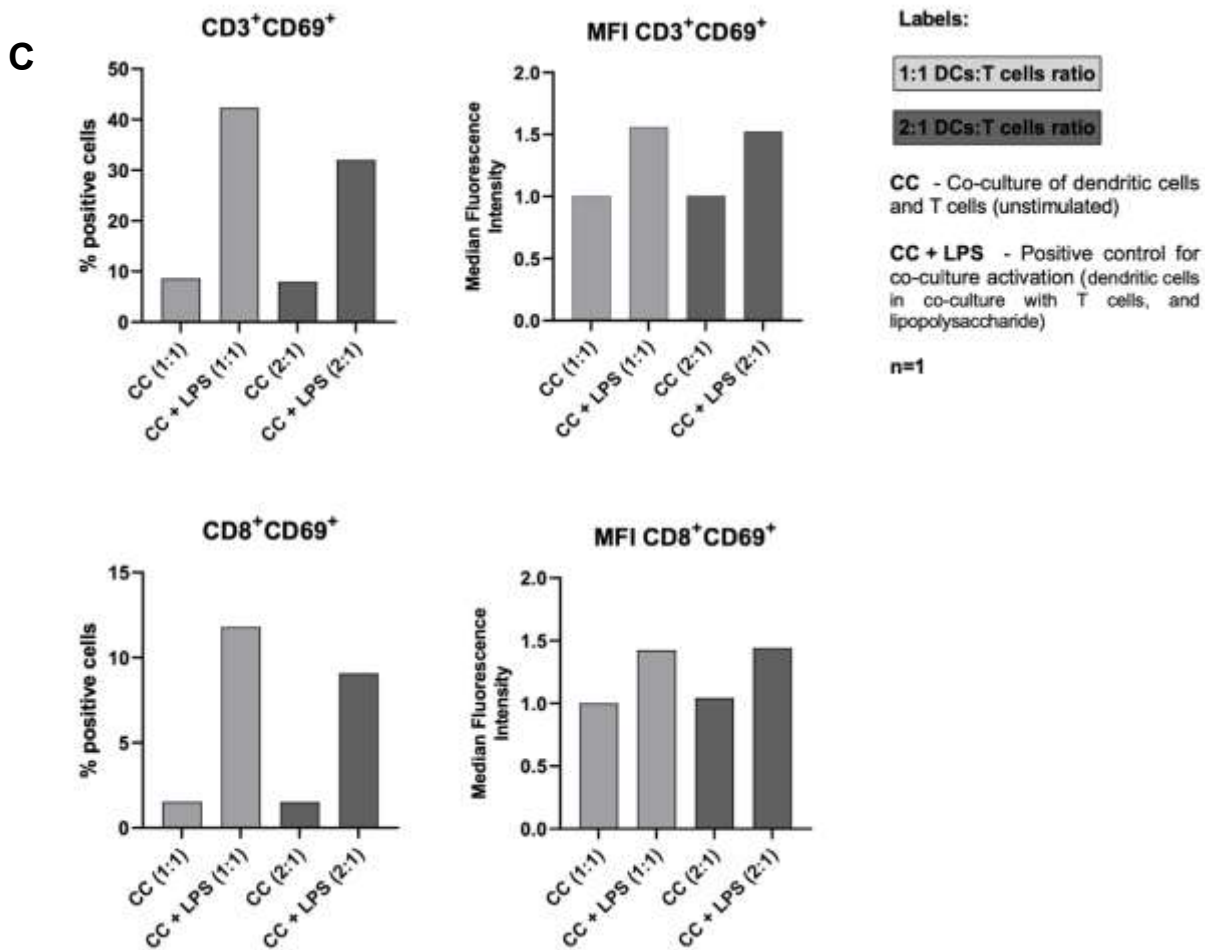 C
CD3⁺CD69⁺
% positive cells
50
40
30
20
10
0
CC (1:1)
CC + LPS (1:1)
CC (2:1)
CC + LPS (2:1)
MFI CD3⁺CD69⁺
Median Fluorescence
Intensity
2.0
1.5
1.0
0.5
0.0
CC (1:1)
CC + LPS (1:1)
CC (2:1)
CC + LPS (2:1)
Labels:
1:1 DCs:T cells ratio
2:1 DCs:T cells ratio
CC - Co-culture of dendritic cells
and T cells (unstimulated)
CC + LPS - Positive control for
co-culture activation (dendritic cells
in co-culture with T cells, and
lipopolysaccharide)
n=1
CD8⁺CD69⁺
% positive cells
15
10
5
0
CC (1:1)
CC + LPS (1:1)
CC (2:1)
CC + LPS (2:1)
MFI CD8⁺CD69⁺
Median Fluorescence
Intensity
2.0
1.5
1.0
0.5
0.0
CC (1:1)
CC + LPS (1:1)
CC (2:1)
CC + LPS (2:1)